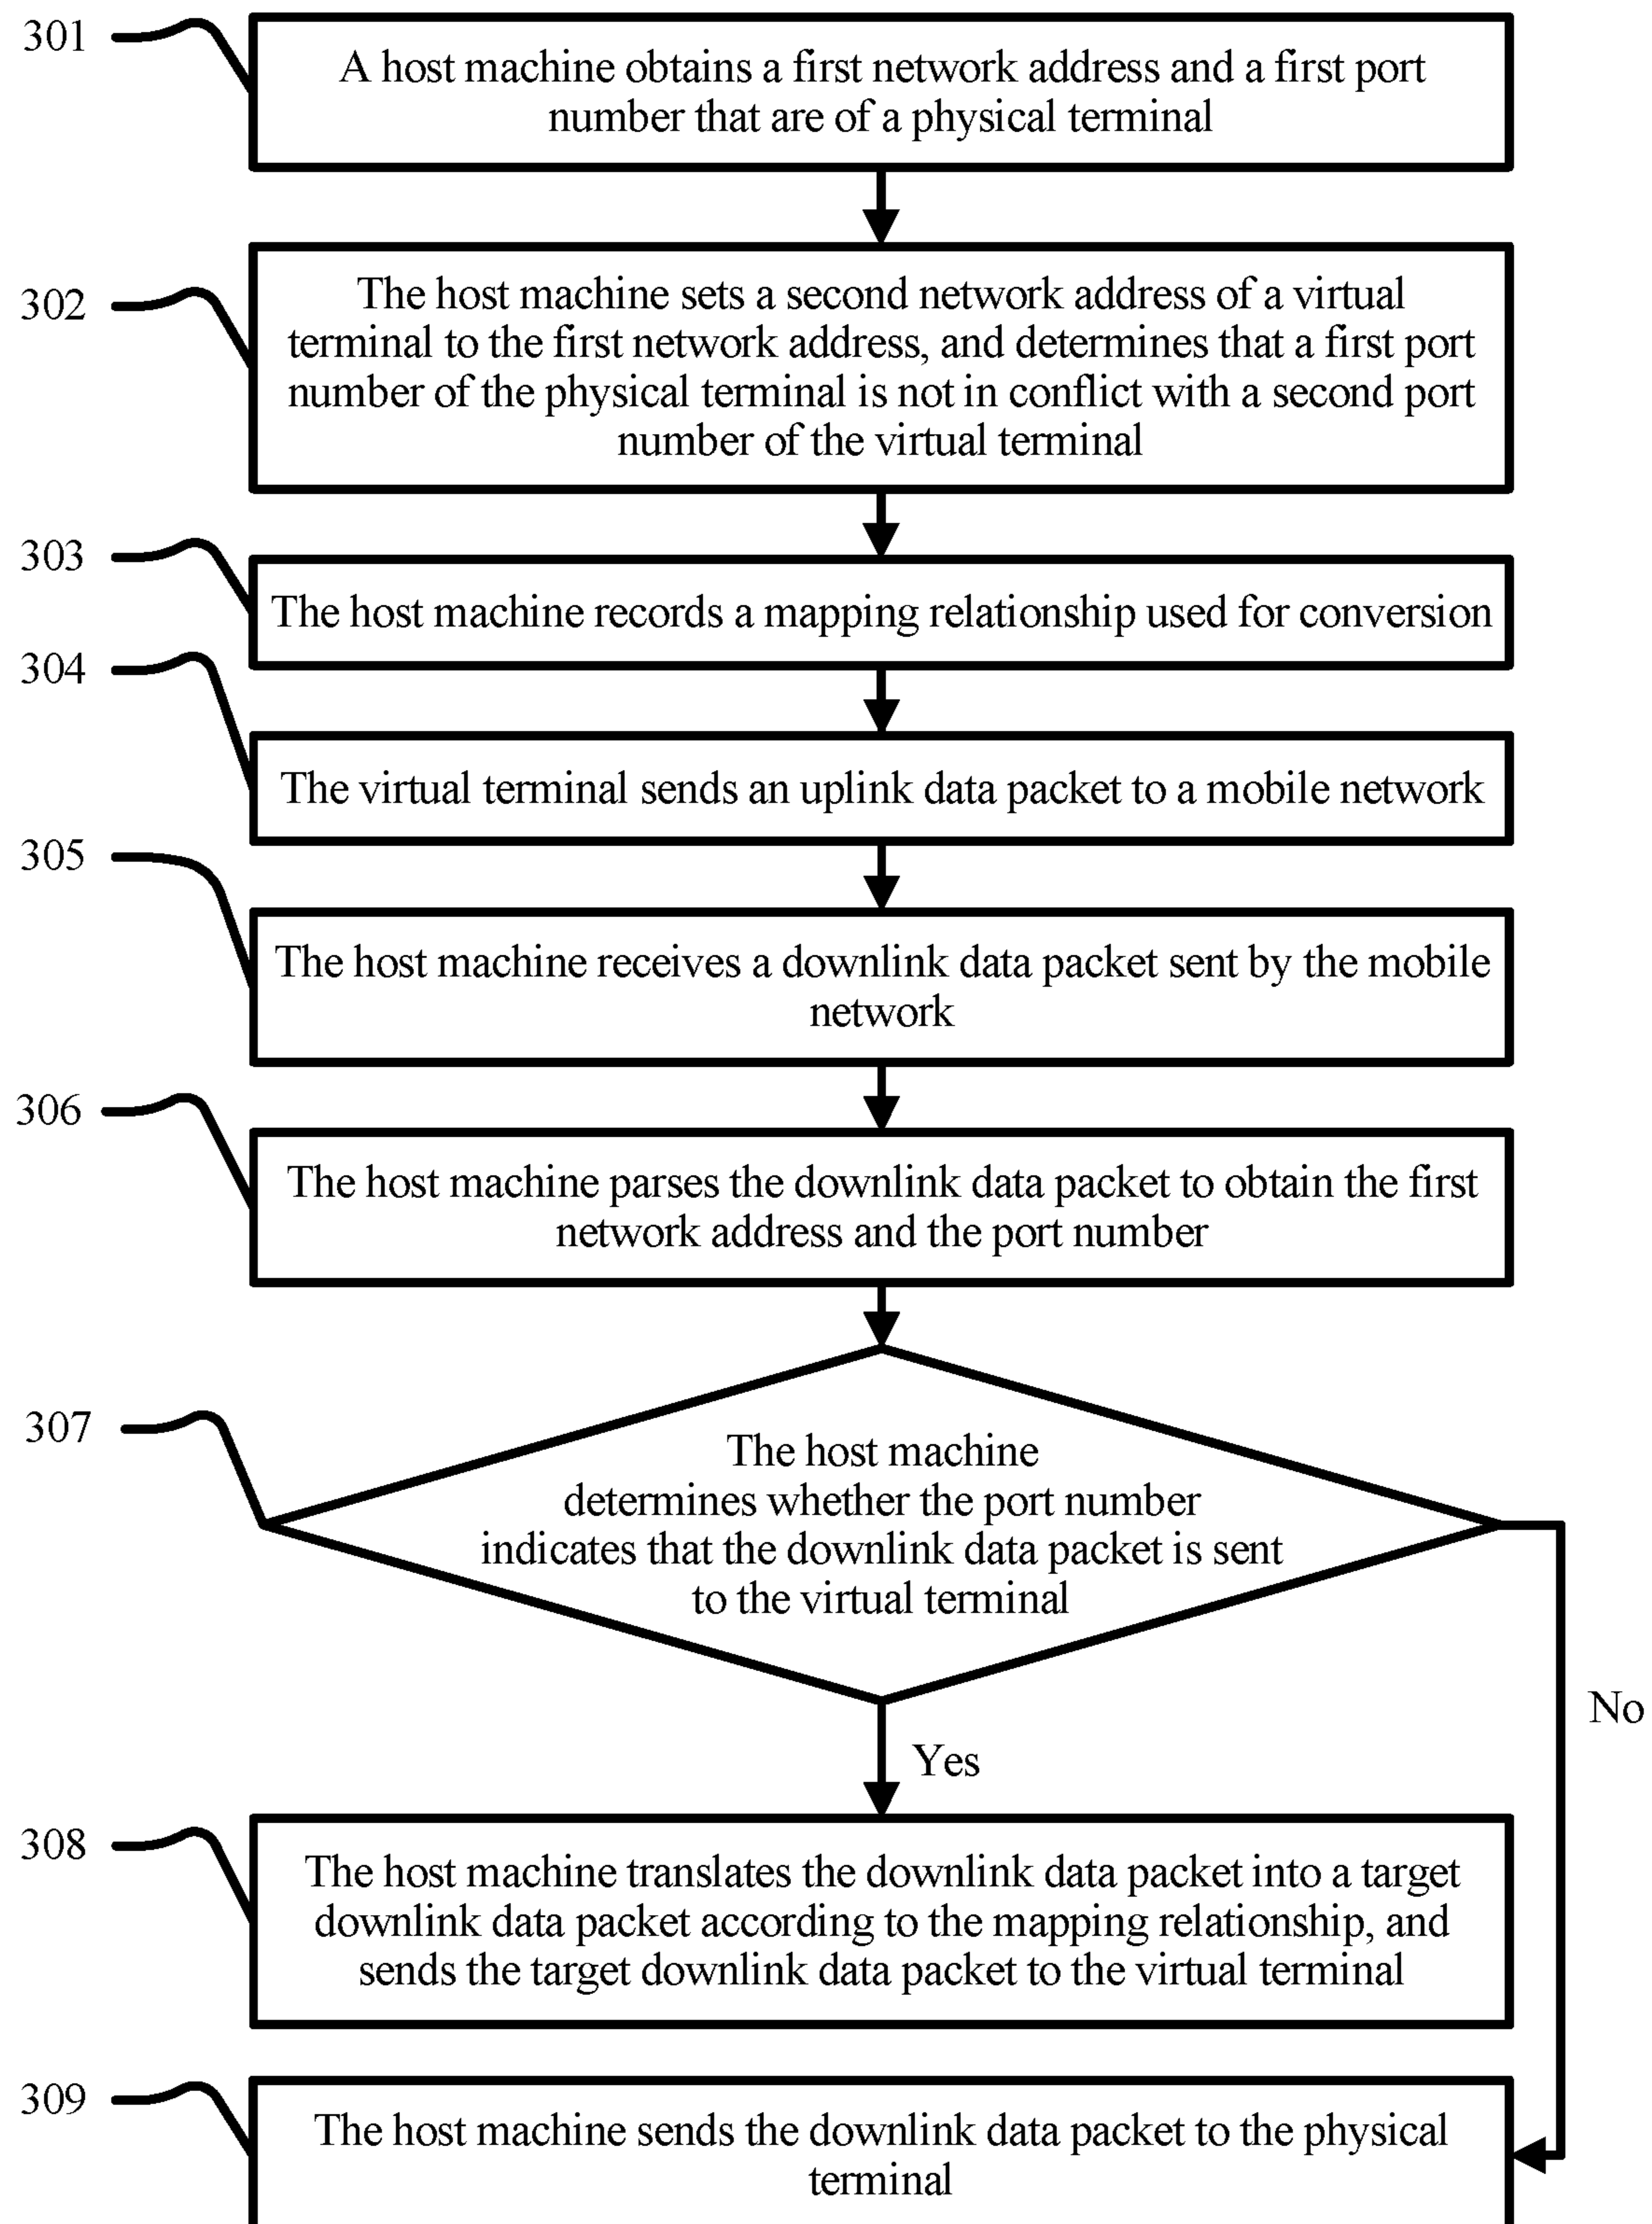 301
A host machine obtains a first network address and a first port
number that are of a physical terminal
302
The host machine sets a second network address of a virtual
terminal to the first network address, and determines that a first port
number of the physical terminal is not in conflict with a second port
number of the virtual terminal
303
The host machine records a mapping relationship used for conversion
304
The virtual terminal sends an uplink data packet to a mobile network
305
The host machine receives a downlink data packet sent by the mobile
network
306
The host machine parses the downlink data packet to obtain the first
network address and the port number
307
The host machine
determines whether the port number
indicates that the downlink data packet is sent
to the virtual terminal
No
Yes
308
The host machine translates the downlink data packet into a target
downlink data packet according to the mapping relationship, and
sends the target downlink data packet to the virtual terminal
309
The host machine sends the downlink data packet to the physical
terminal